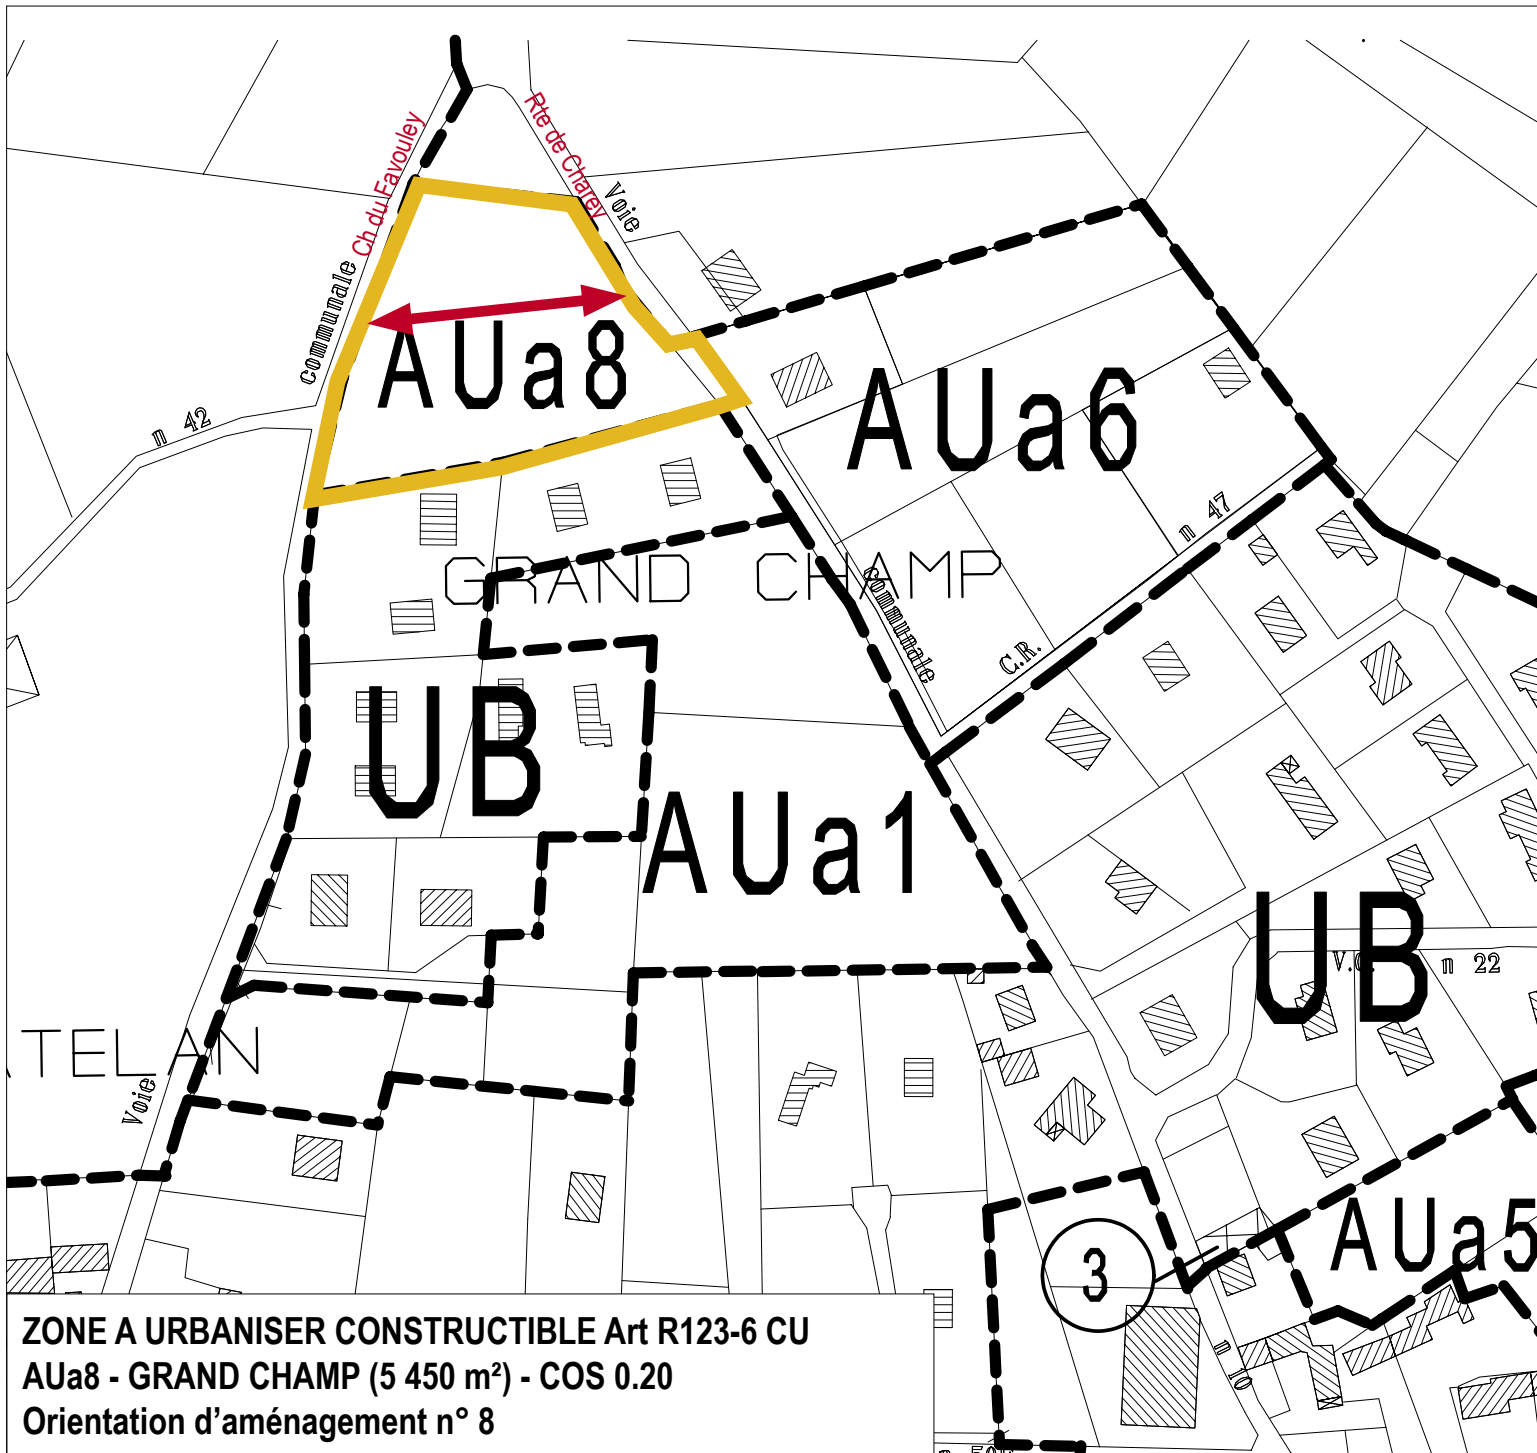 Ch du Favouley
Rte de Charey
Voie
communale
AUa8
n 42
AUa6
n 47
GRAND CHAMP
Communale
C.R.
UB
AUa1
UB
n 22
TELAN
Voie
AUa5
3
n 10
ZONE A URBANISER CONSTRUCTIBLE Art R123-6 CU
AUa8 - GRAND CHAMP (5 450 m²) - COS 0.20
Orientation d’aménagement n° 8